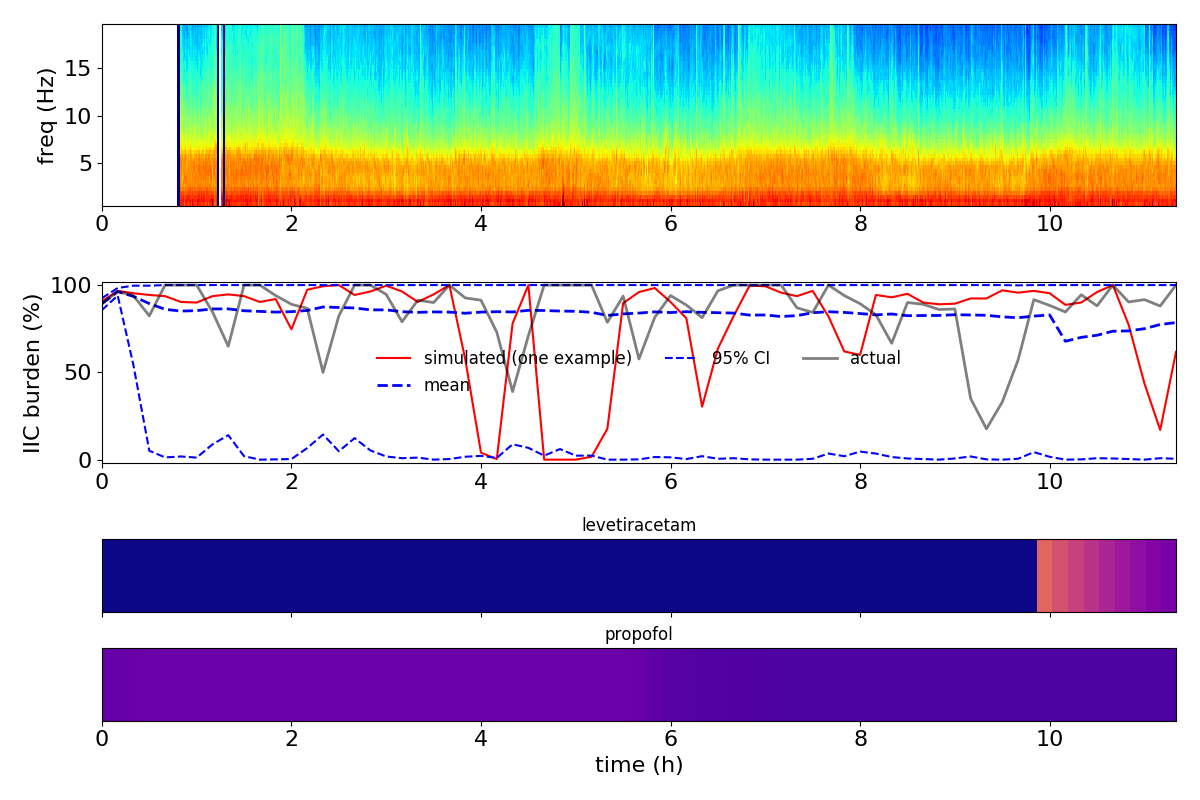 15
10
5
freq (Hz)
0 2 4 6 8 10
100
50
0
IIC burden (%)
simulated (one example) 95% CI actual
mean
0 2 4 6 8 10
levetiracetam
propofol
0 2 4 6 8 10
time (h)